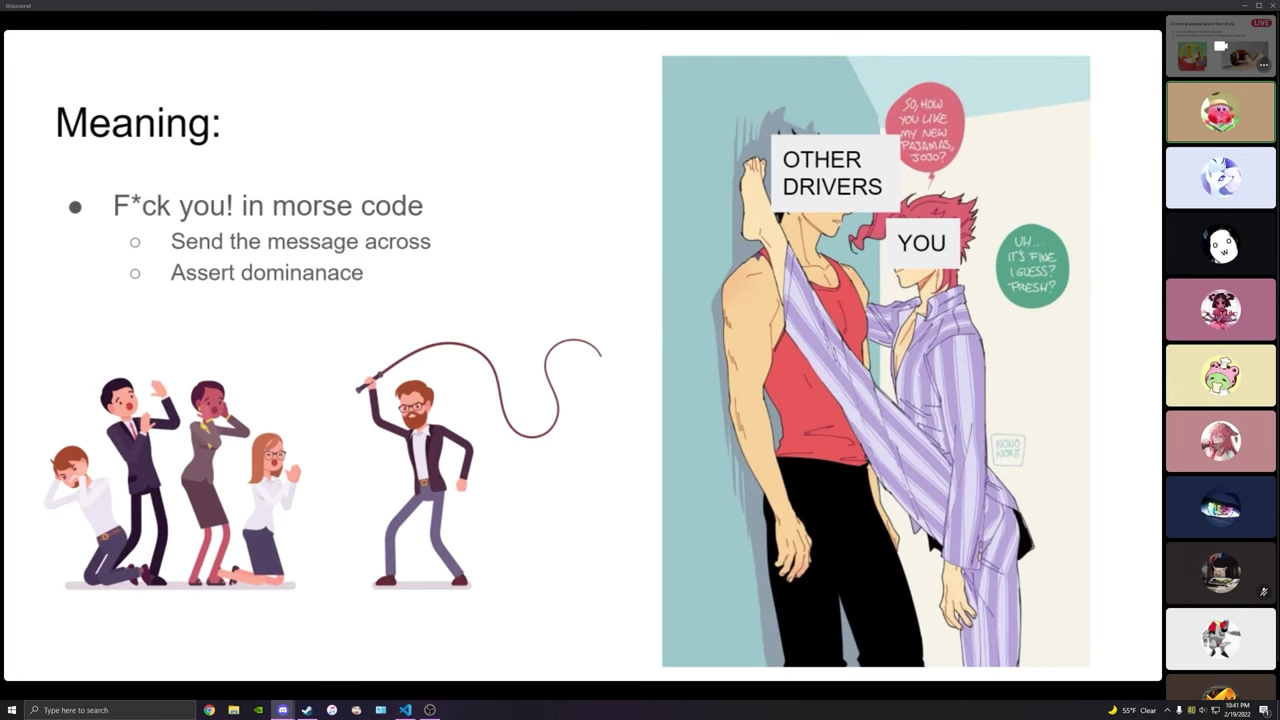 Discord
Meaning:
F*ck you! in morse code
Send the message across
Assert dominanace
OTHER
DRIVERS
SO, HOW
YOU LIKE
MY NEW
PAJAMAS,
JOJO?
YOU
UH...
IT'S FINE
I GUESS?
FRESH?
NONO
LIVE
Type here to search
55°F Clear
10:41 PM
2/19/2022